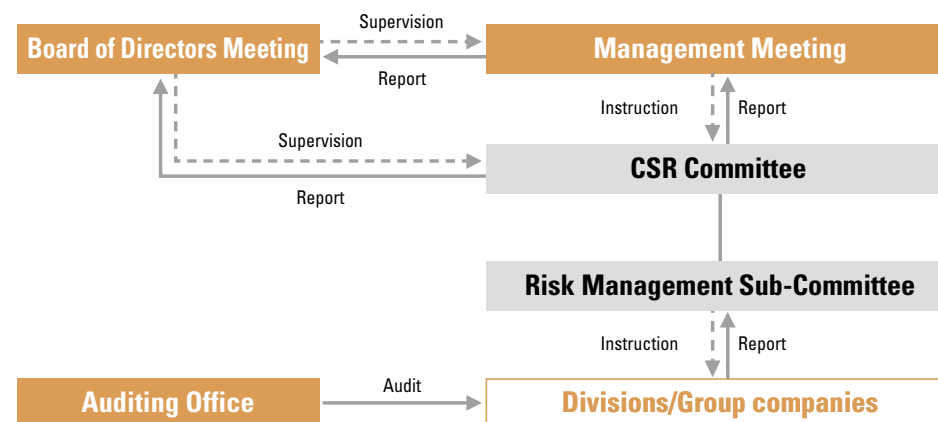 Supervision
Board of Directors Meeting
Management Meeting
Report
Instruction
Report
Supervision
CSR Committee
Report
Risk Management Sub-Committee
Instruction
Report
Audit
Auditing Office
Divisions/Group companies